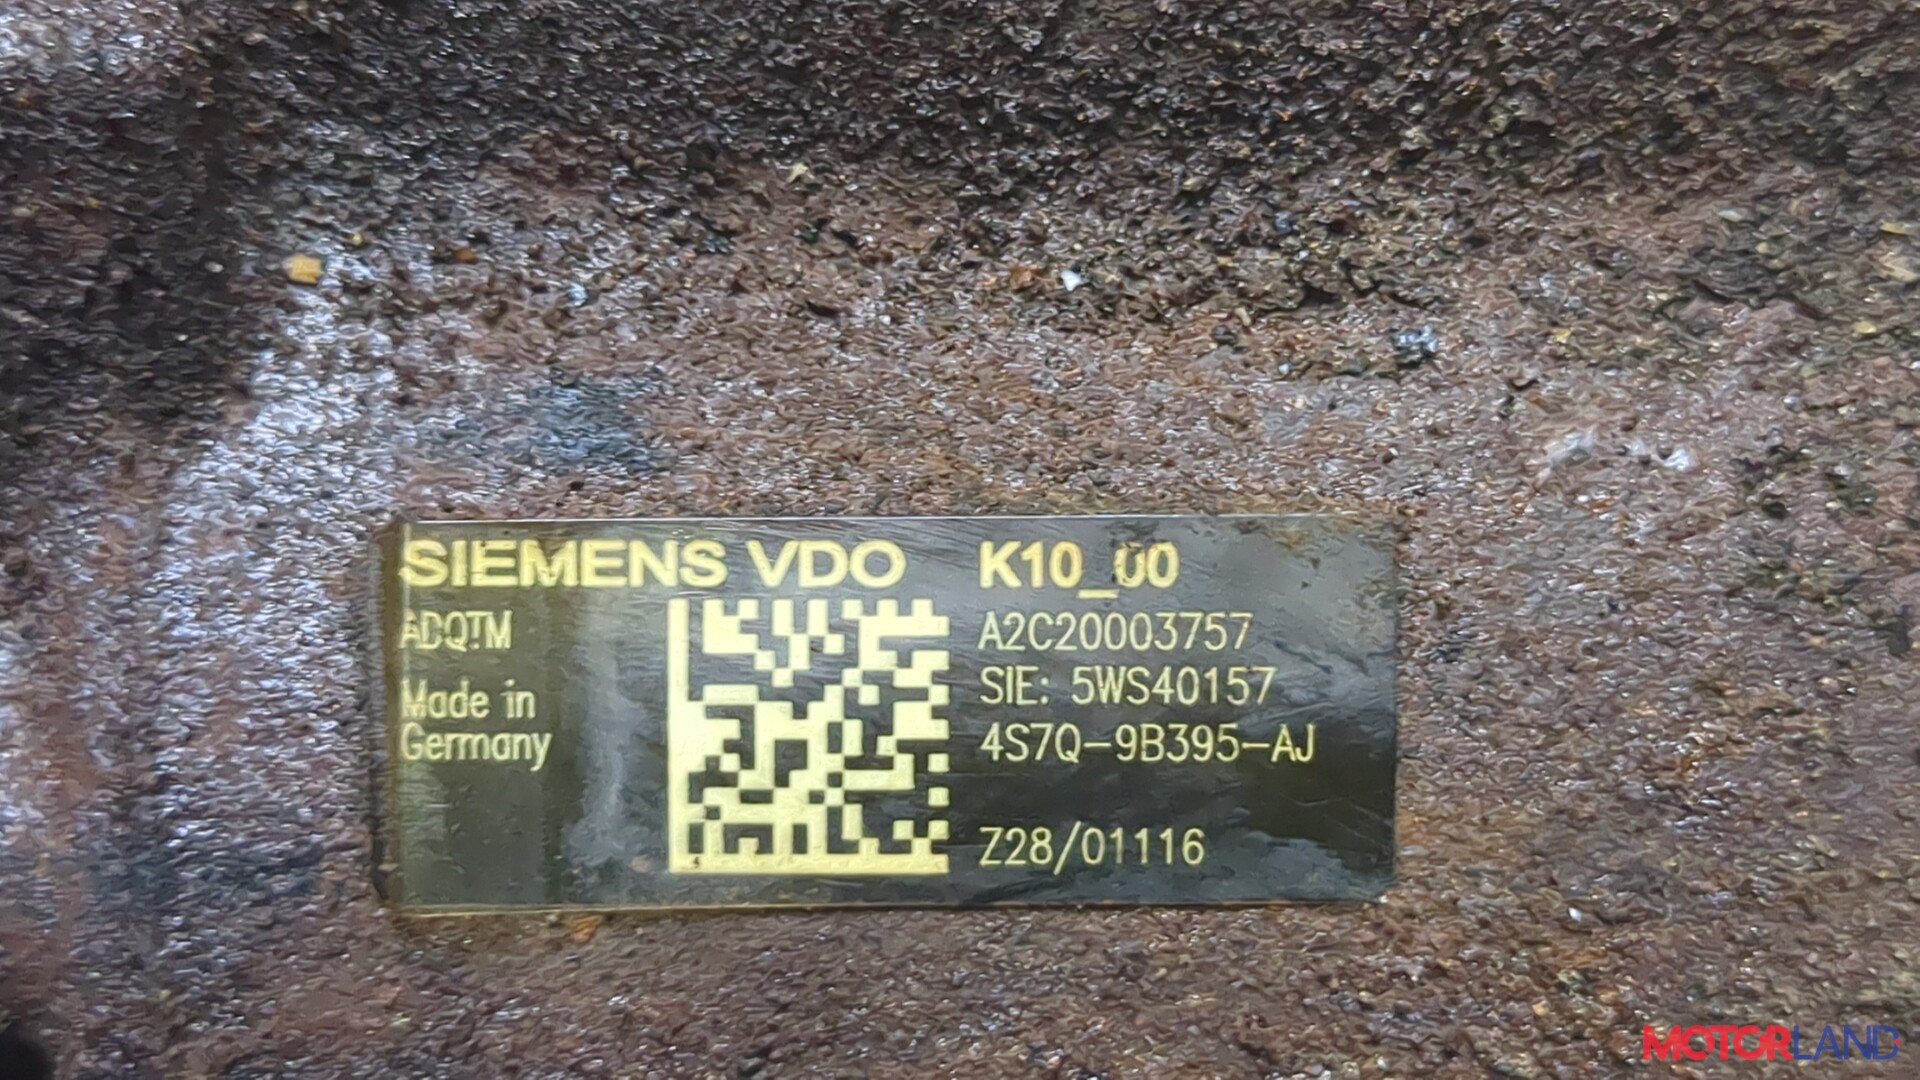 SIEMENS VDO
ADQTM
Made in
Germany
K10_00
A2C20003757
SIE: 5WS40157
4S7Q-9B395-AJ
Z28/01116
MOTORLAND